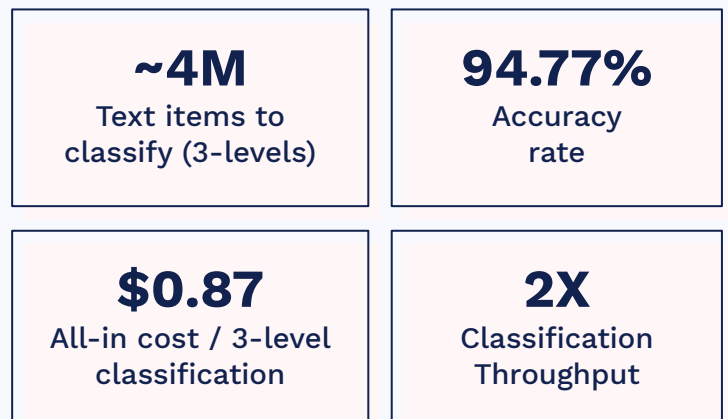 ~4M
Text items to
classify (3-levels)
94.77%
Accuracy
rate
$0.87
All-in cost / 3-level
classification
2X
Classification
Throughput